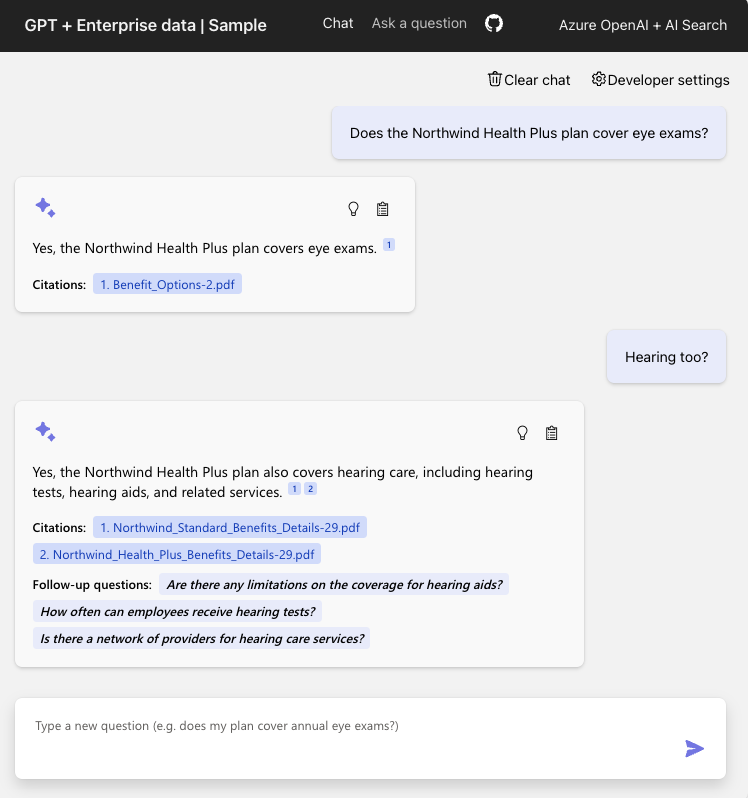 GPT + Enterprise data | Sample
Chat
Ask a question
Azure OpenAI + AI Search
Clear chat
Developer settings
Does the Northwind Health Plus plan cover eye exams?
Yes, the Northwind Health Plus plan covers eye exams. 1
Citations: 1. Benefit_Options-2.pdf
Hearing too?
Yes, the Northwind Health Plus plan also covers hearing care, including hearing
tests, hearing aids, and related services. 1 2
Citations: 1. Northwind_Standard_Benefits_Details-29.pdf
2. Northwind_Health_Plus_Benefits_Details-29.pdf
Follow-up questions: Are there any limitations on the coverage for hearing aids?
How often can employees receive hearing tests?
Is there a network of providers for hearing care services?
Type a new question (e.g. does my plan cover annual eye exams?)